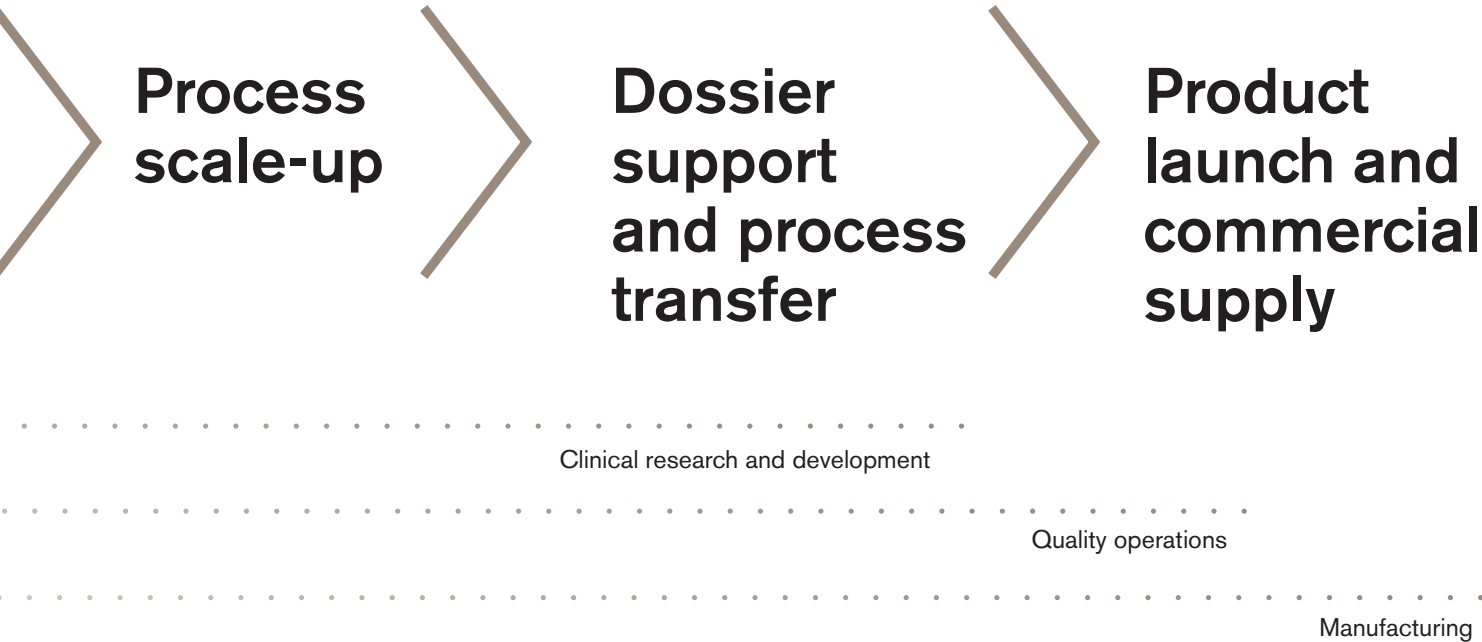 Process
scale-up
Dossier
support
and process
transfer
Product
launch and
commercial
supply
Clinical research and development
Quality operations
Manufacturing